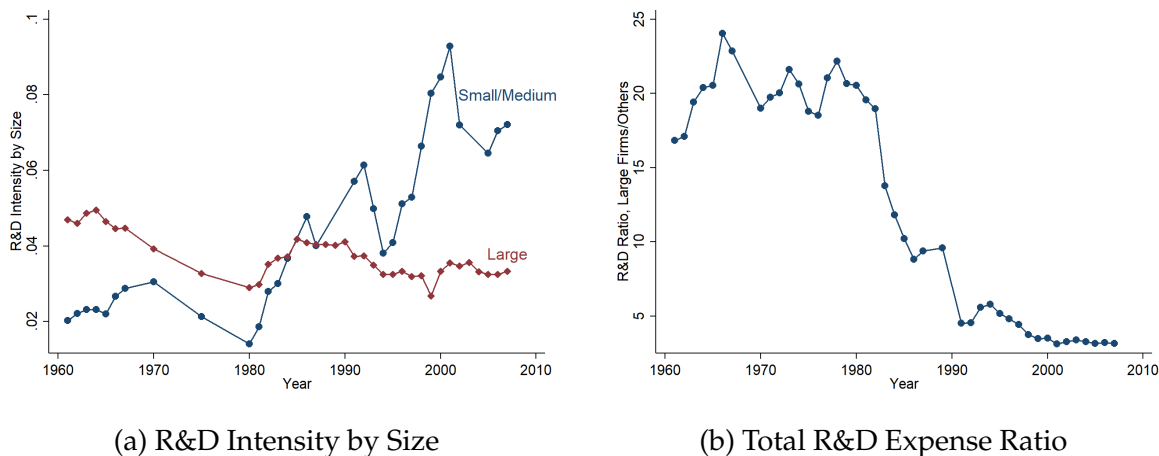 R&D Intensity by Size
.1
.08
.06
.04
.02
Small/Medium
Large
1960 1970 1980 1990 2000 2010
Year
(a) R&D Intensity by Size
R&D Ratio, Large Firms/Others
25
20
15
10
5
1960 1970 1980 1990 2000 2010
Year
(b) Total R&D Expense Ratio